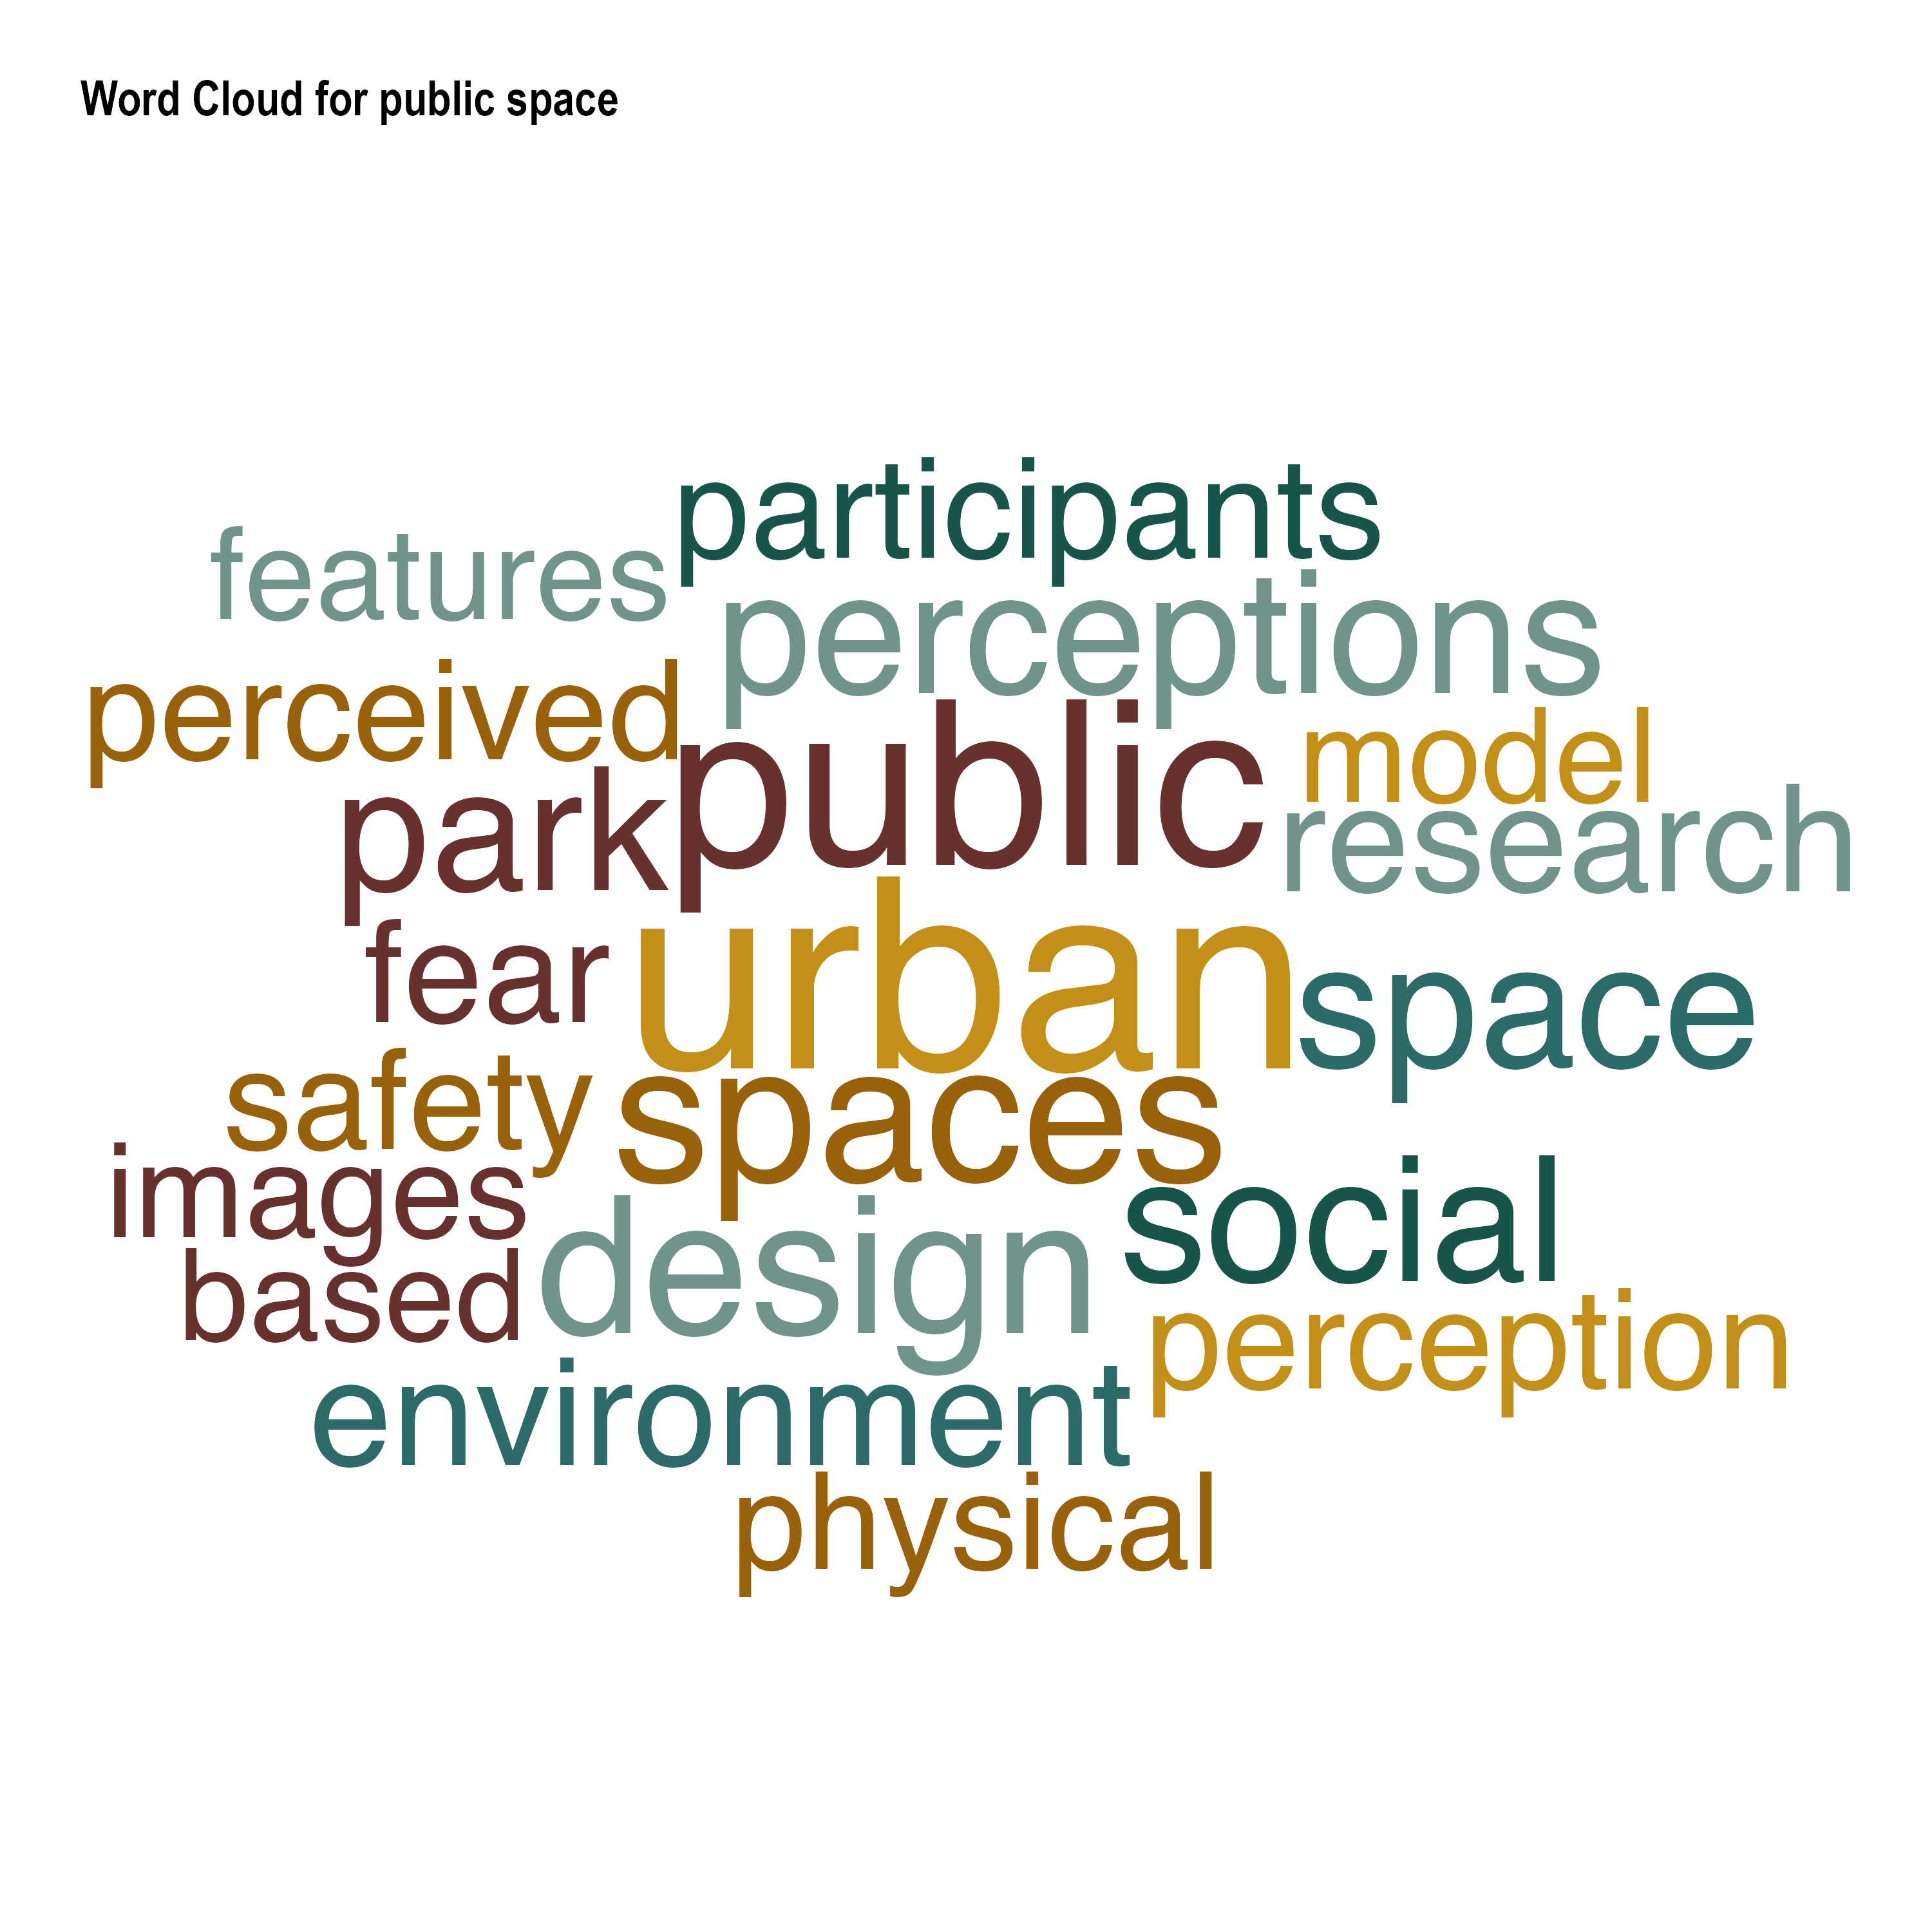 Word Cloud for public space
participants
features
perceptions
perceived
model
park
public
research
fear
urban
space
safety
spaces
images
social
based
design
perception
environment
physical